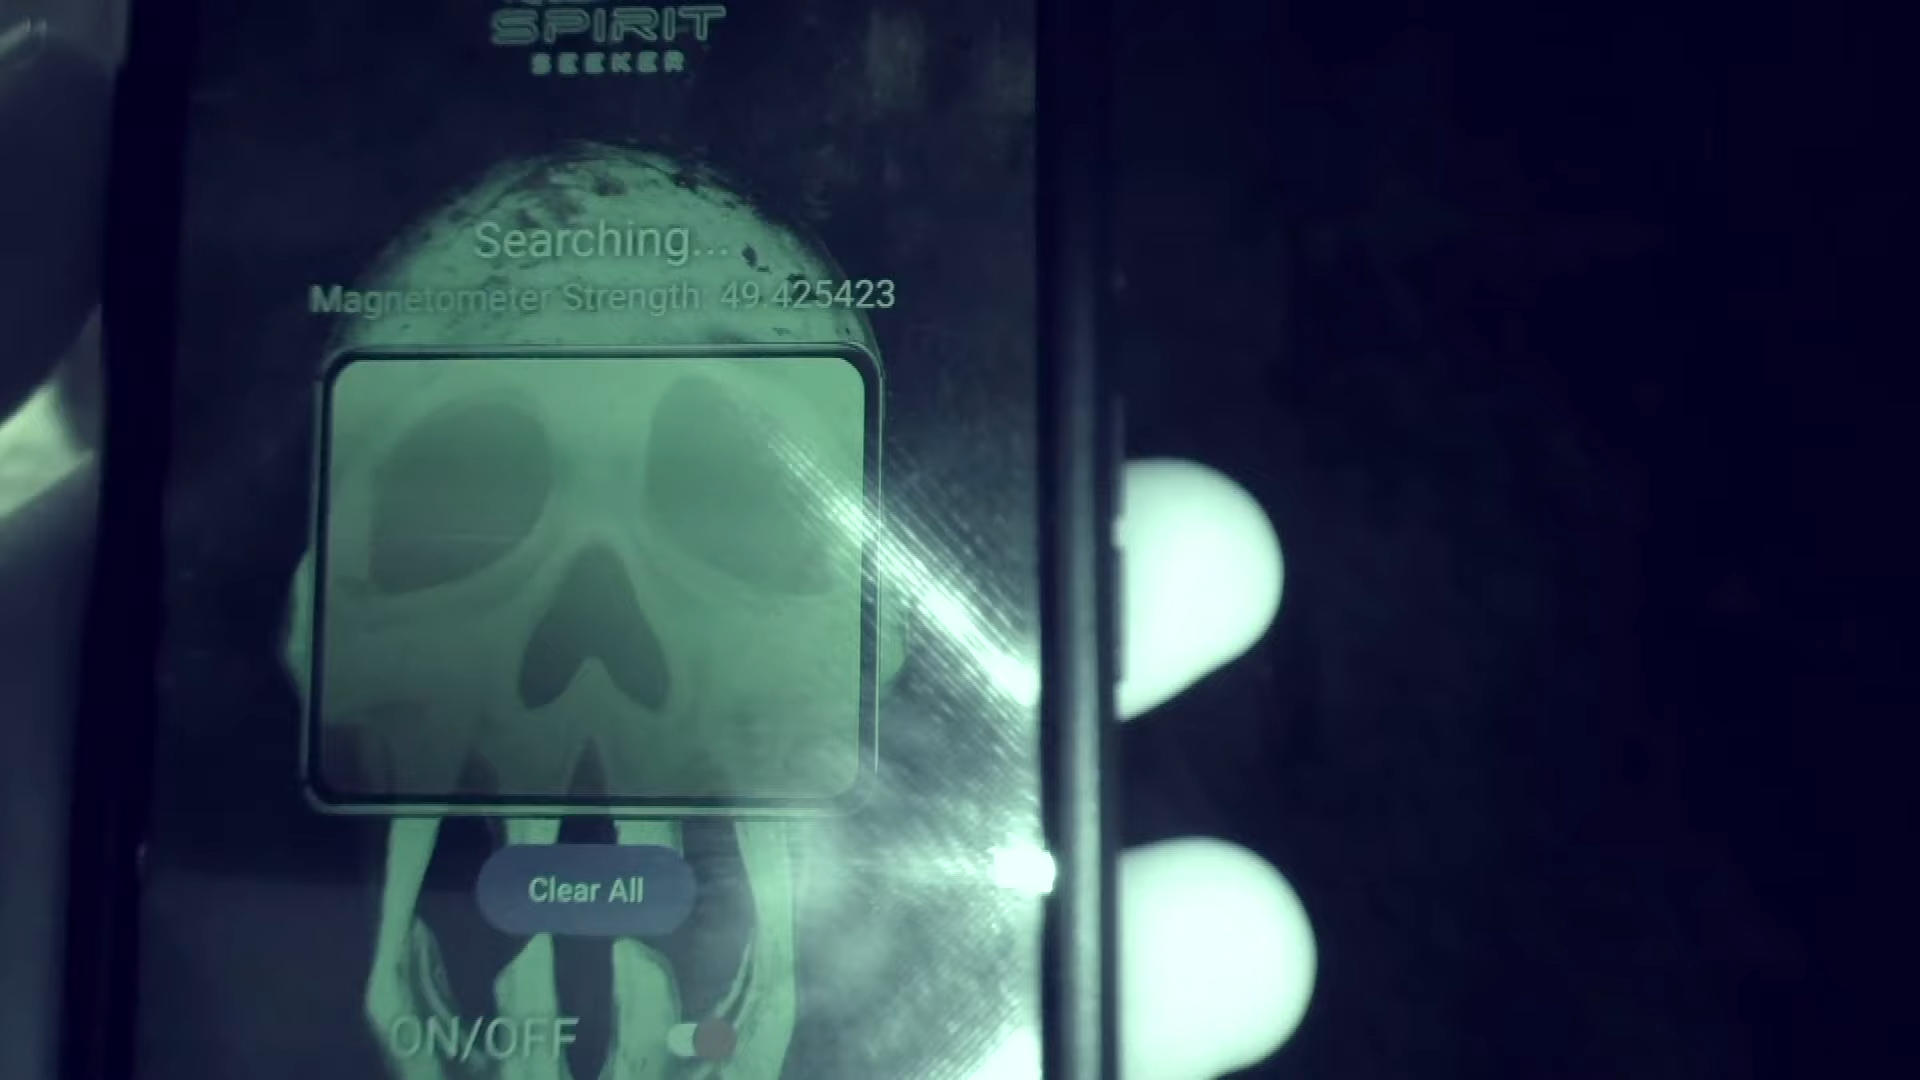 SPIRIT
SEEKER
Searching...
Magnetometer Strength: 49.425423
Clear All
ON/OFF